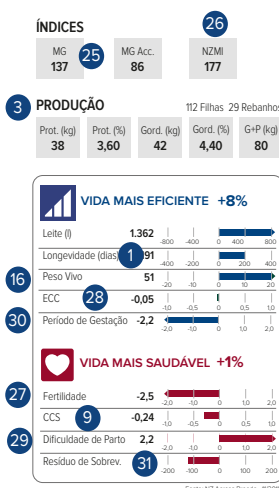 ÍNDICES
26
MG
137
25
MG Acc.
86
NZMI
177
3 PRODUÇÃO 112 Filhas 29 Rebanhos
Prot. (kg)
38
Prot. (%)
3,60
Gord. (kg)
42
Gord. (%)
4,40
G+P (kg)
80
VIDA MAIS EFICIENTE +8%
Leite (l) 1.362
-800 -400 0 400 800
Longevidade (dias) 1 91
-400 -200 0 200 400
16 Peso Vivo 51
-20 -10 0 10 20
ECC 28 -0,05
-1,0 -0,5 0,5 1,0
30 Período de Gestação -2,2
-2,0 -1,0 0 1,0 2,0
VIDA MAIS SAUDÁVEL +1%
27 Fertilidade -2,5
-2,0 -1,0 0 1,0 2,0
CCS 9 -0,24
-1,0 -0,5 0 0,5 1,0
29 Dificuldade de Parto 2,2
-2,0 -1,0 0 1,0 2,0
Resíduo de Sobrev. 31
-200 -100 0 100 200